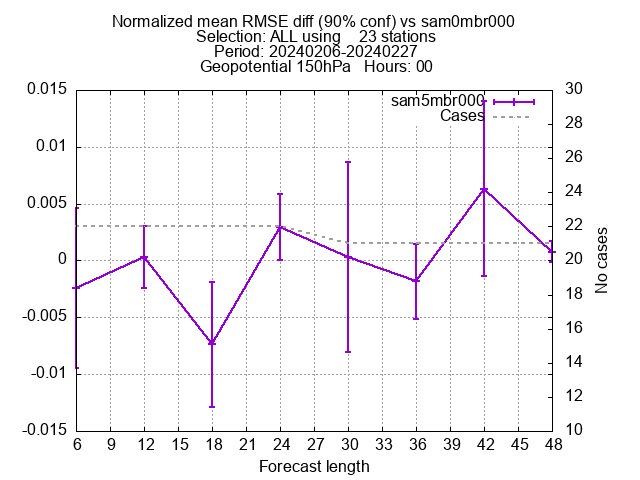 Normalized mean RMSE diff (90% conf) vs sam0mbr000
Selection: ALL using    23 stations
Period: 20240206-20240227
Geopotential 150hPa   Hours: 00
sam5mbr000
Cases
0.015
0.01
0.005
0
-0.005
-0.01
-0.015
30
28
26
24
22
20
18
16
14
12
10
No cases
6 9 12 15 18 21 24 27 30 33 36 39 42 45 48
Forecast length